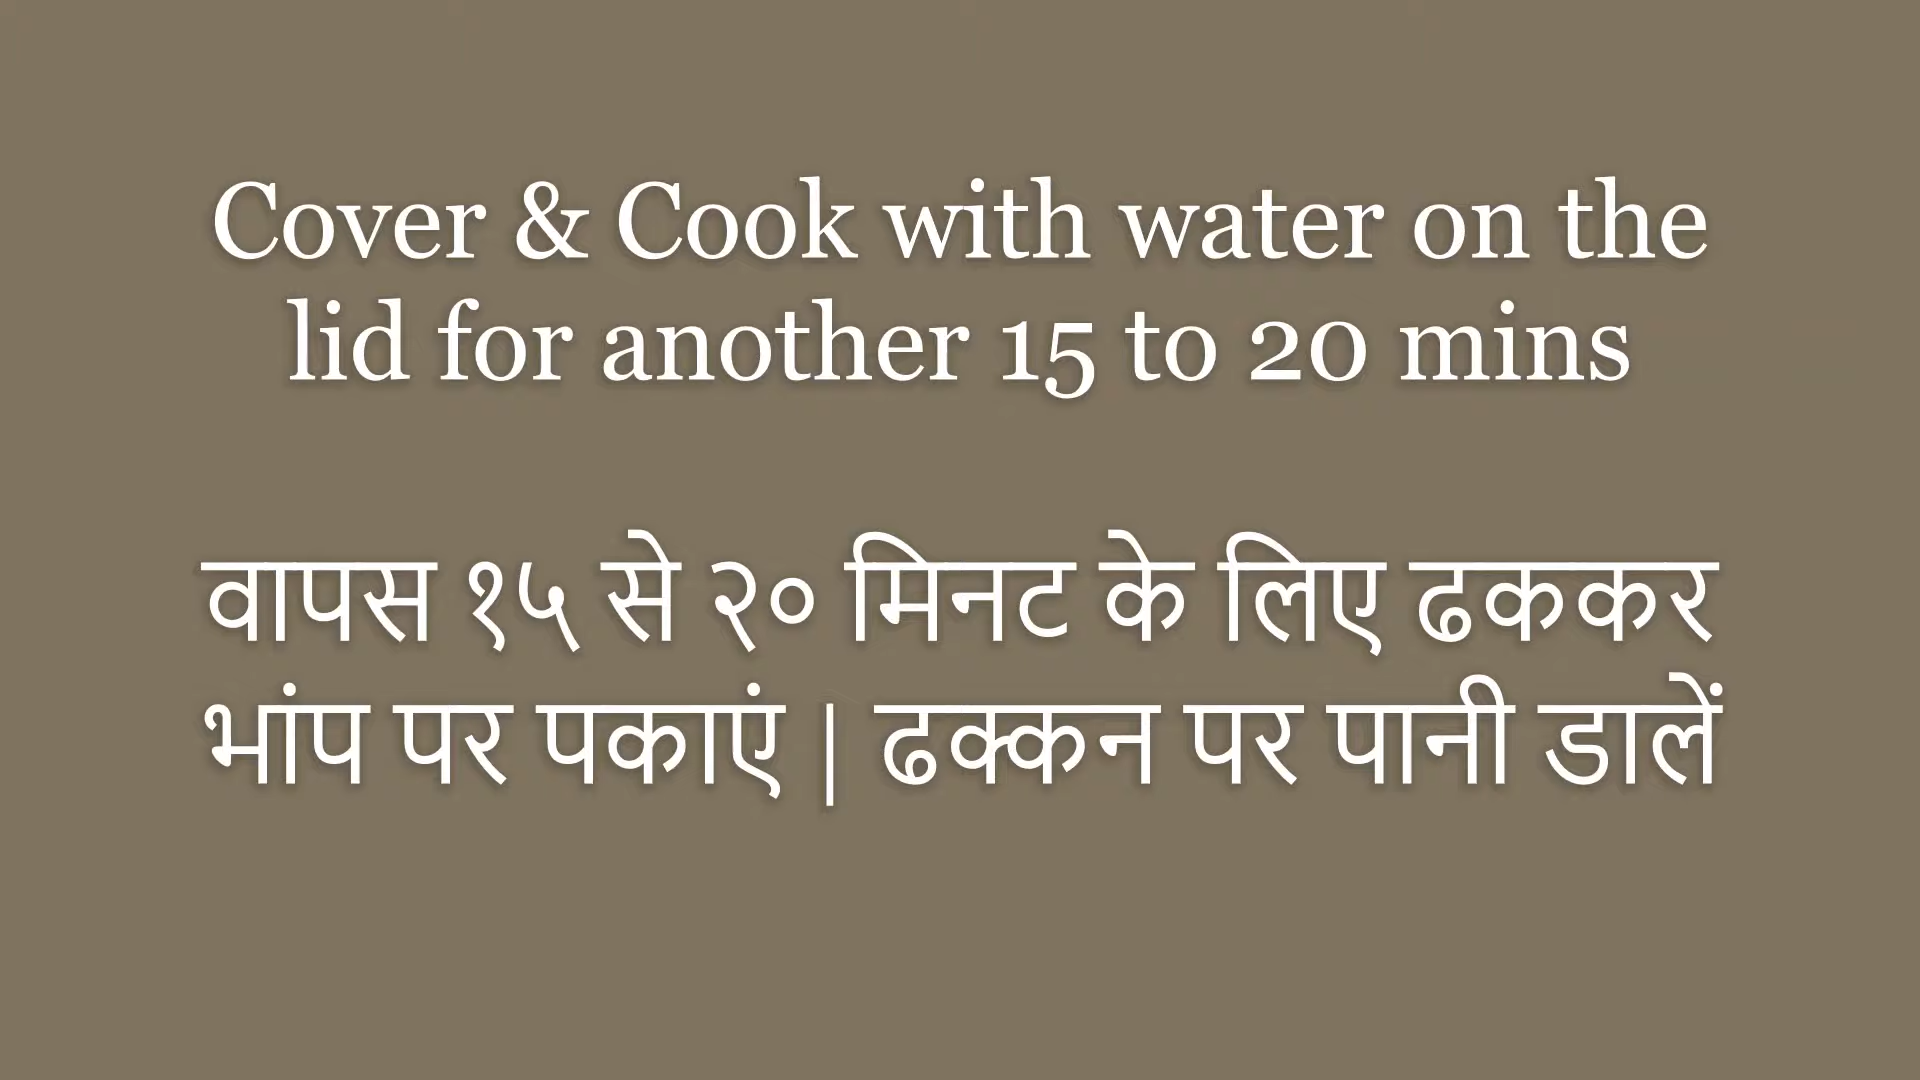 Cover & Cook with water on the
lid for another 15 to 20 mins
वापस १५ से २० मिनट के लिए ढककर
भांप पर पकाएं | ढक्कन पर पानी डालें